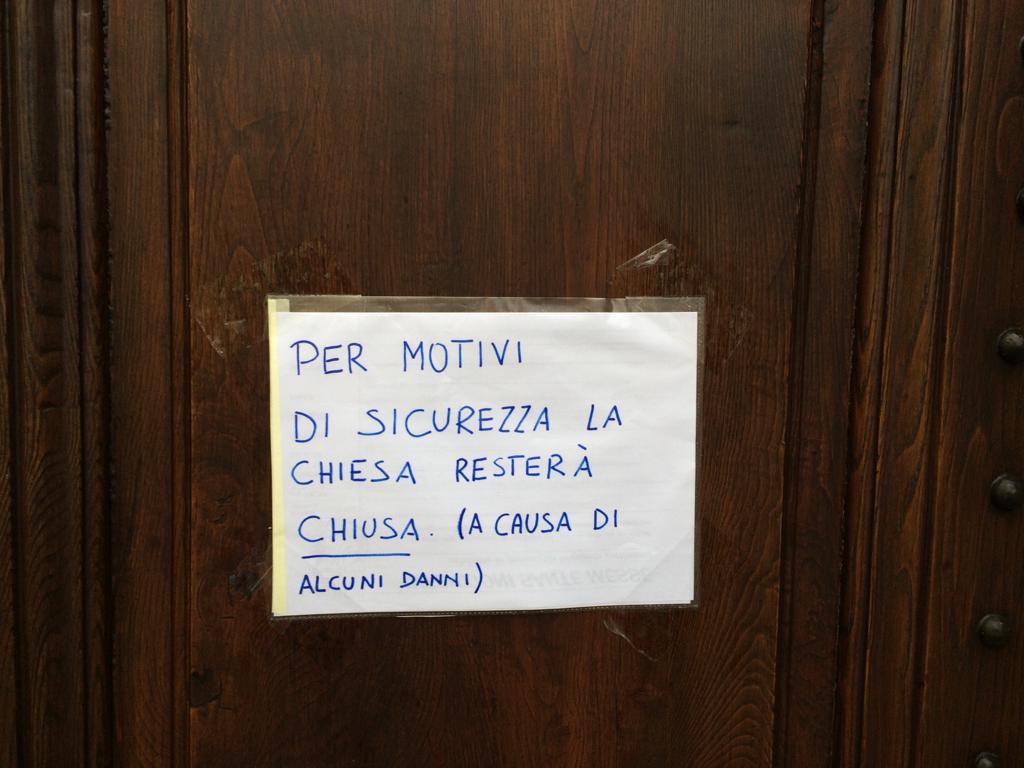 PER MOTIVI
DI SICUREZZA LA
CHIESA RESTERÀ
CHIUSA. (A CAUSA DI
ALCUNI DANNI)